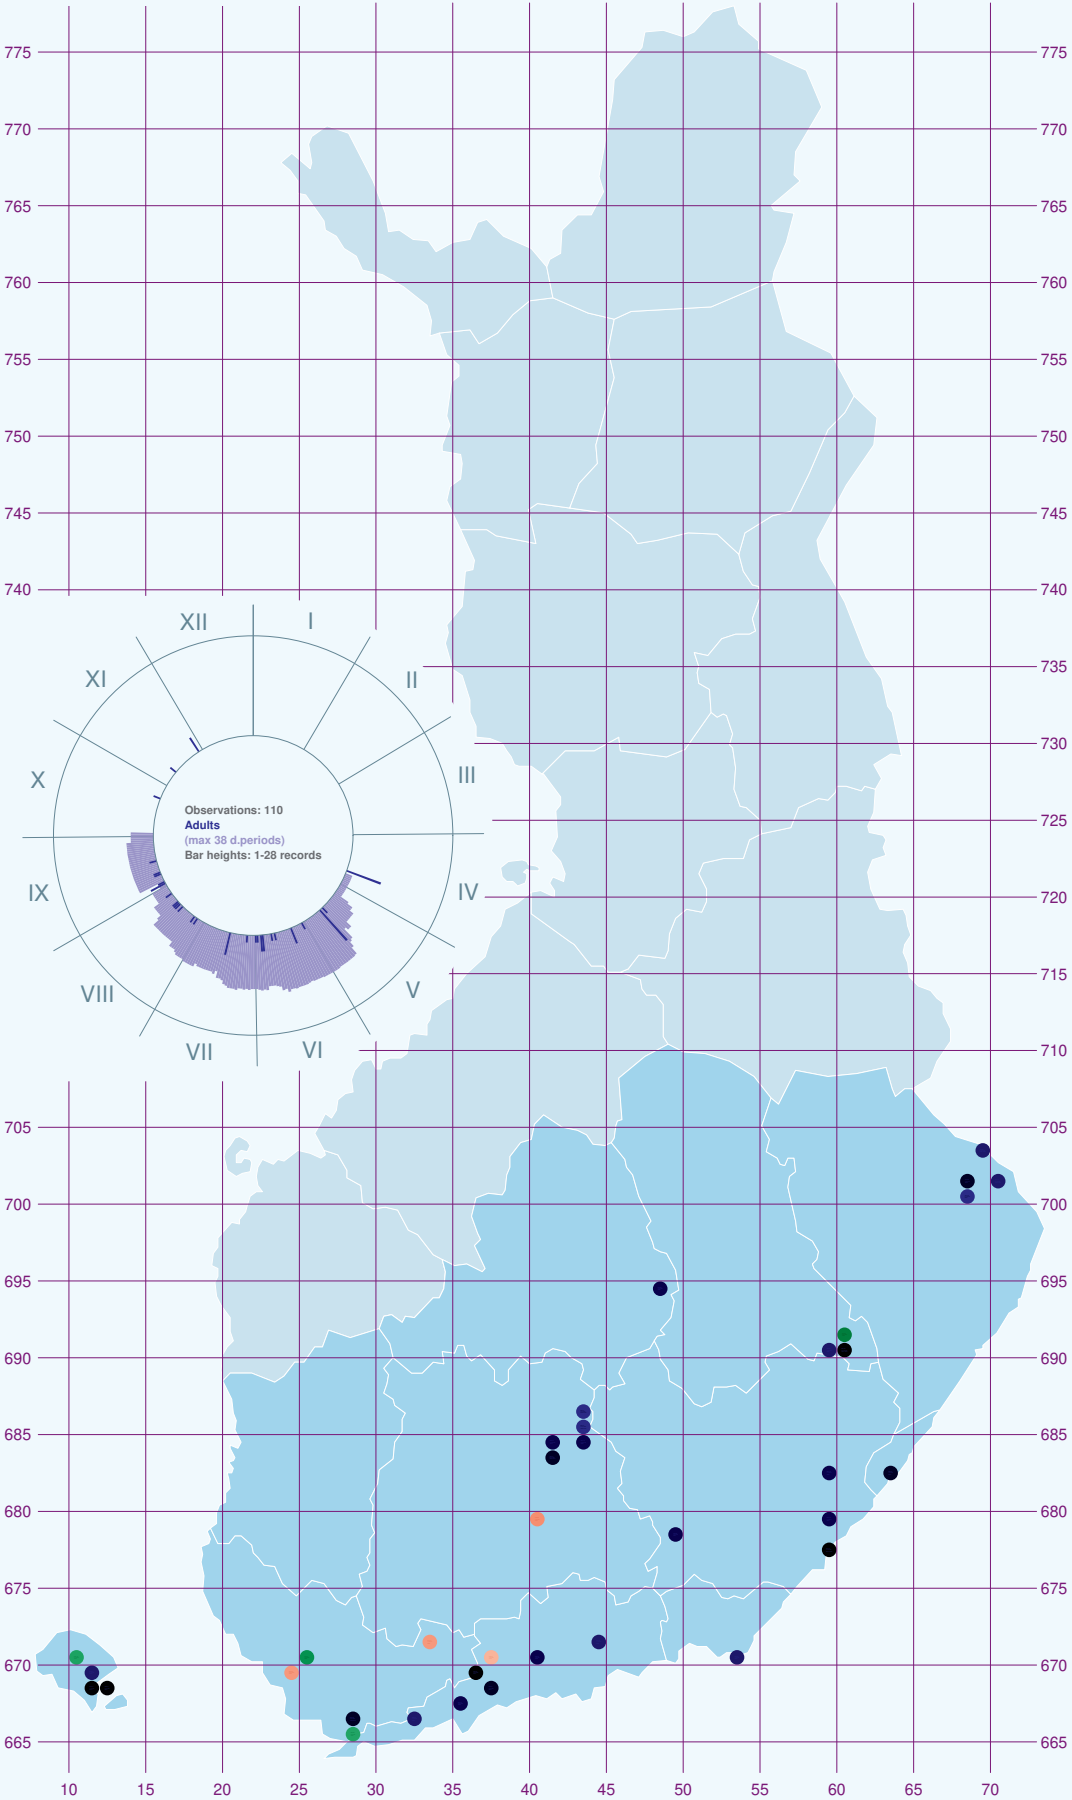 775 775
770 770
765 765
760 760
755 755
750 750
745 745
740 740
XII I
XI II
735 735
730 730
X III
725 725
Observations: 110
Adults
(max 38 d.periods)
Bar heights: 1-28 records
IX IV
720 720
715 715
VIII V
VII VI
710 710
705 705
700 700
695 695
690 690
685 685
680 680
675 675
670 670
665 665
10 15 20 25 30 35 40 45 50 55 60 65 70